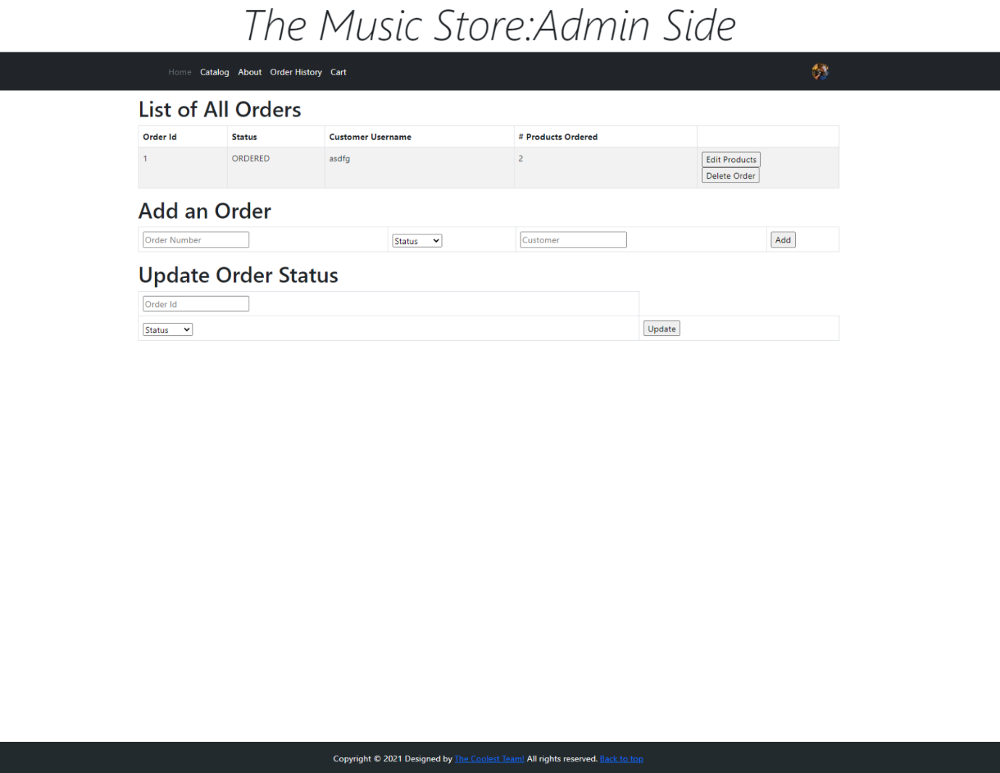 The Music Store:Admin Side
Home Catalog About Order History Cart
List of All Orders
Order Id Status Customer Username # Products Ordered
1 ORDERED asdfg 2 Edit Products
Delete Order
Add an Order
Order Number Status Customer Add
Update Order Status
Order Id
Status Update
Copyright © 2021 Designed by The Coolest Team! All rights reserved. Back to top